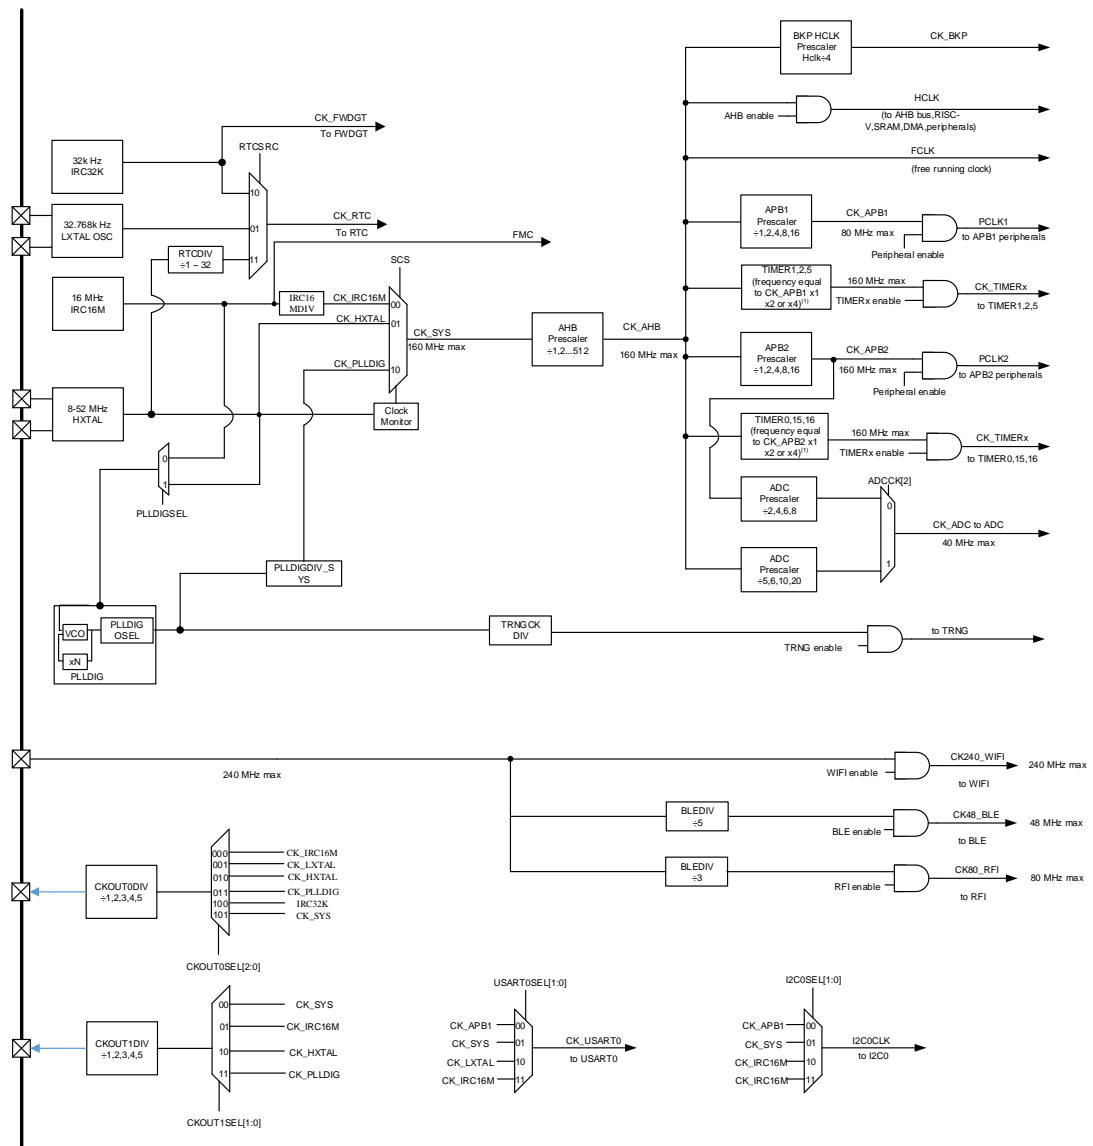 BKP HCLK
Prescaler
Hclk÷4
CK_BKP
HCLK
AHB enable
(to AHB bus,RISC-
V,SRAM,DMA,peripherals)
FCLK
(free running clock)
CK_FWDGT
To FWDGT
RTCSRC
32k Hz
IRC32K
10
32.768k Hz
LXTAL OSC
01
CK_RTC
To RTC
RTCDIV
÷1 ~ 32
11
FMC
SCS
16 MHz
IRC16M
IRC16
MDIV
CK_IRC16M
00
CK_HXTAL
01
CK_SYS
160 MHz max
CK_PLLDIG
10
8-52 MHz
HXTAL
Clock
Monitor
AHB
Prescaler
÷1,2...512
CK_AHB
160 MHz max
APB1
Prescaler
÷1,2,4,8,16
CK_APB1
80 MHz max
Peripheral enable
PCLK1
to APB1 peripherals
TIMER1,2,5
(frequency equal
to CK_APB1 x1
x2 or x4)(1)
160 MHz max
TIMERx enable
CK_TIMERx
to TIMER1,2,5
APB2
Prescaler
÷1,2,4,8,16
CK_APB2
160 MHz max
Peripheral enable
PCLK2
to APB2 peripherals
TIMER0,15,16
(frequency equal
to CK_APB2 x1
x2 or x4)(1)
160 MHz max
TIMERx enable
CK_TIMERx
to TIMER0,15,16
ADC
Prescaler
÷2,4,6,8
ADCCK[2]
0
CK_ADC to ADC
40 MHz max
ADC
Prescaler
÷5,6,10,20
1
0
1
PLLDIGSEL
PLLDIGDIV_S
YS
VCO
PLLDIG
OSEL
xN
PLLDIG
TRNGCK
DIV
TRNG enable
to TRNG
240 MHz max
WIFI enable
CK240_WIFI
to WIFI
240 MHz max
BLEDIV
÷5
BLE enable
CK48_BLE
to BLE
48 MHz max
BLEDIV
÷3
RFI enable
CK80_RFI
to RFI
80 MHz max
CKOUT0DIV
÷1,2,3,4,5
000 CK_IRC16M
001 CK_LXTAL
010 CK_HXTAL
011 CK_PLLDIG
100 IRC32K
101 CK_SYS
CKOUT0SEL[2:0]
CKOUT1DIV
÷1,2,3,4,5
00 CK_SYS
01 CK_IRC16M
10 CK_HXTAL
11 CK_PLLDIG
CKOUT1SEL[1:0]
USART0SEL[1:0]
CK_APB1 00
CK_SYS 01
CK_LXTAL 10
CK_IRC16M 11
CK_USART0
to USART0
I2C0SEL[1:0]
CK_APB1 00
CK_SYS 01
CK_IRC16M 10
CK_IRC16M 11
I2C0CLK
to I2C0